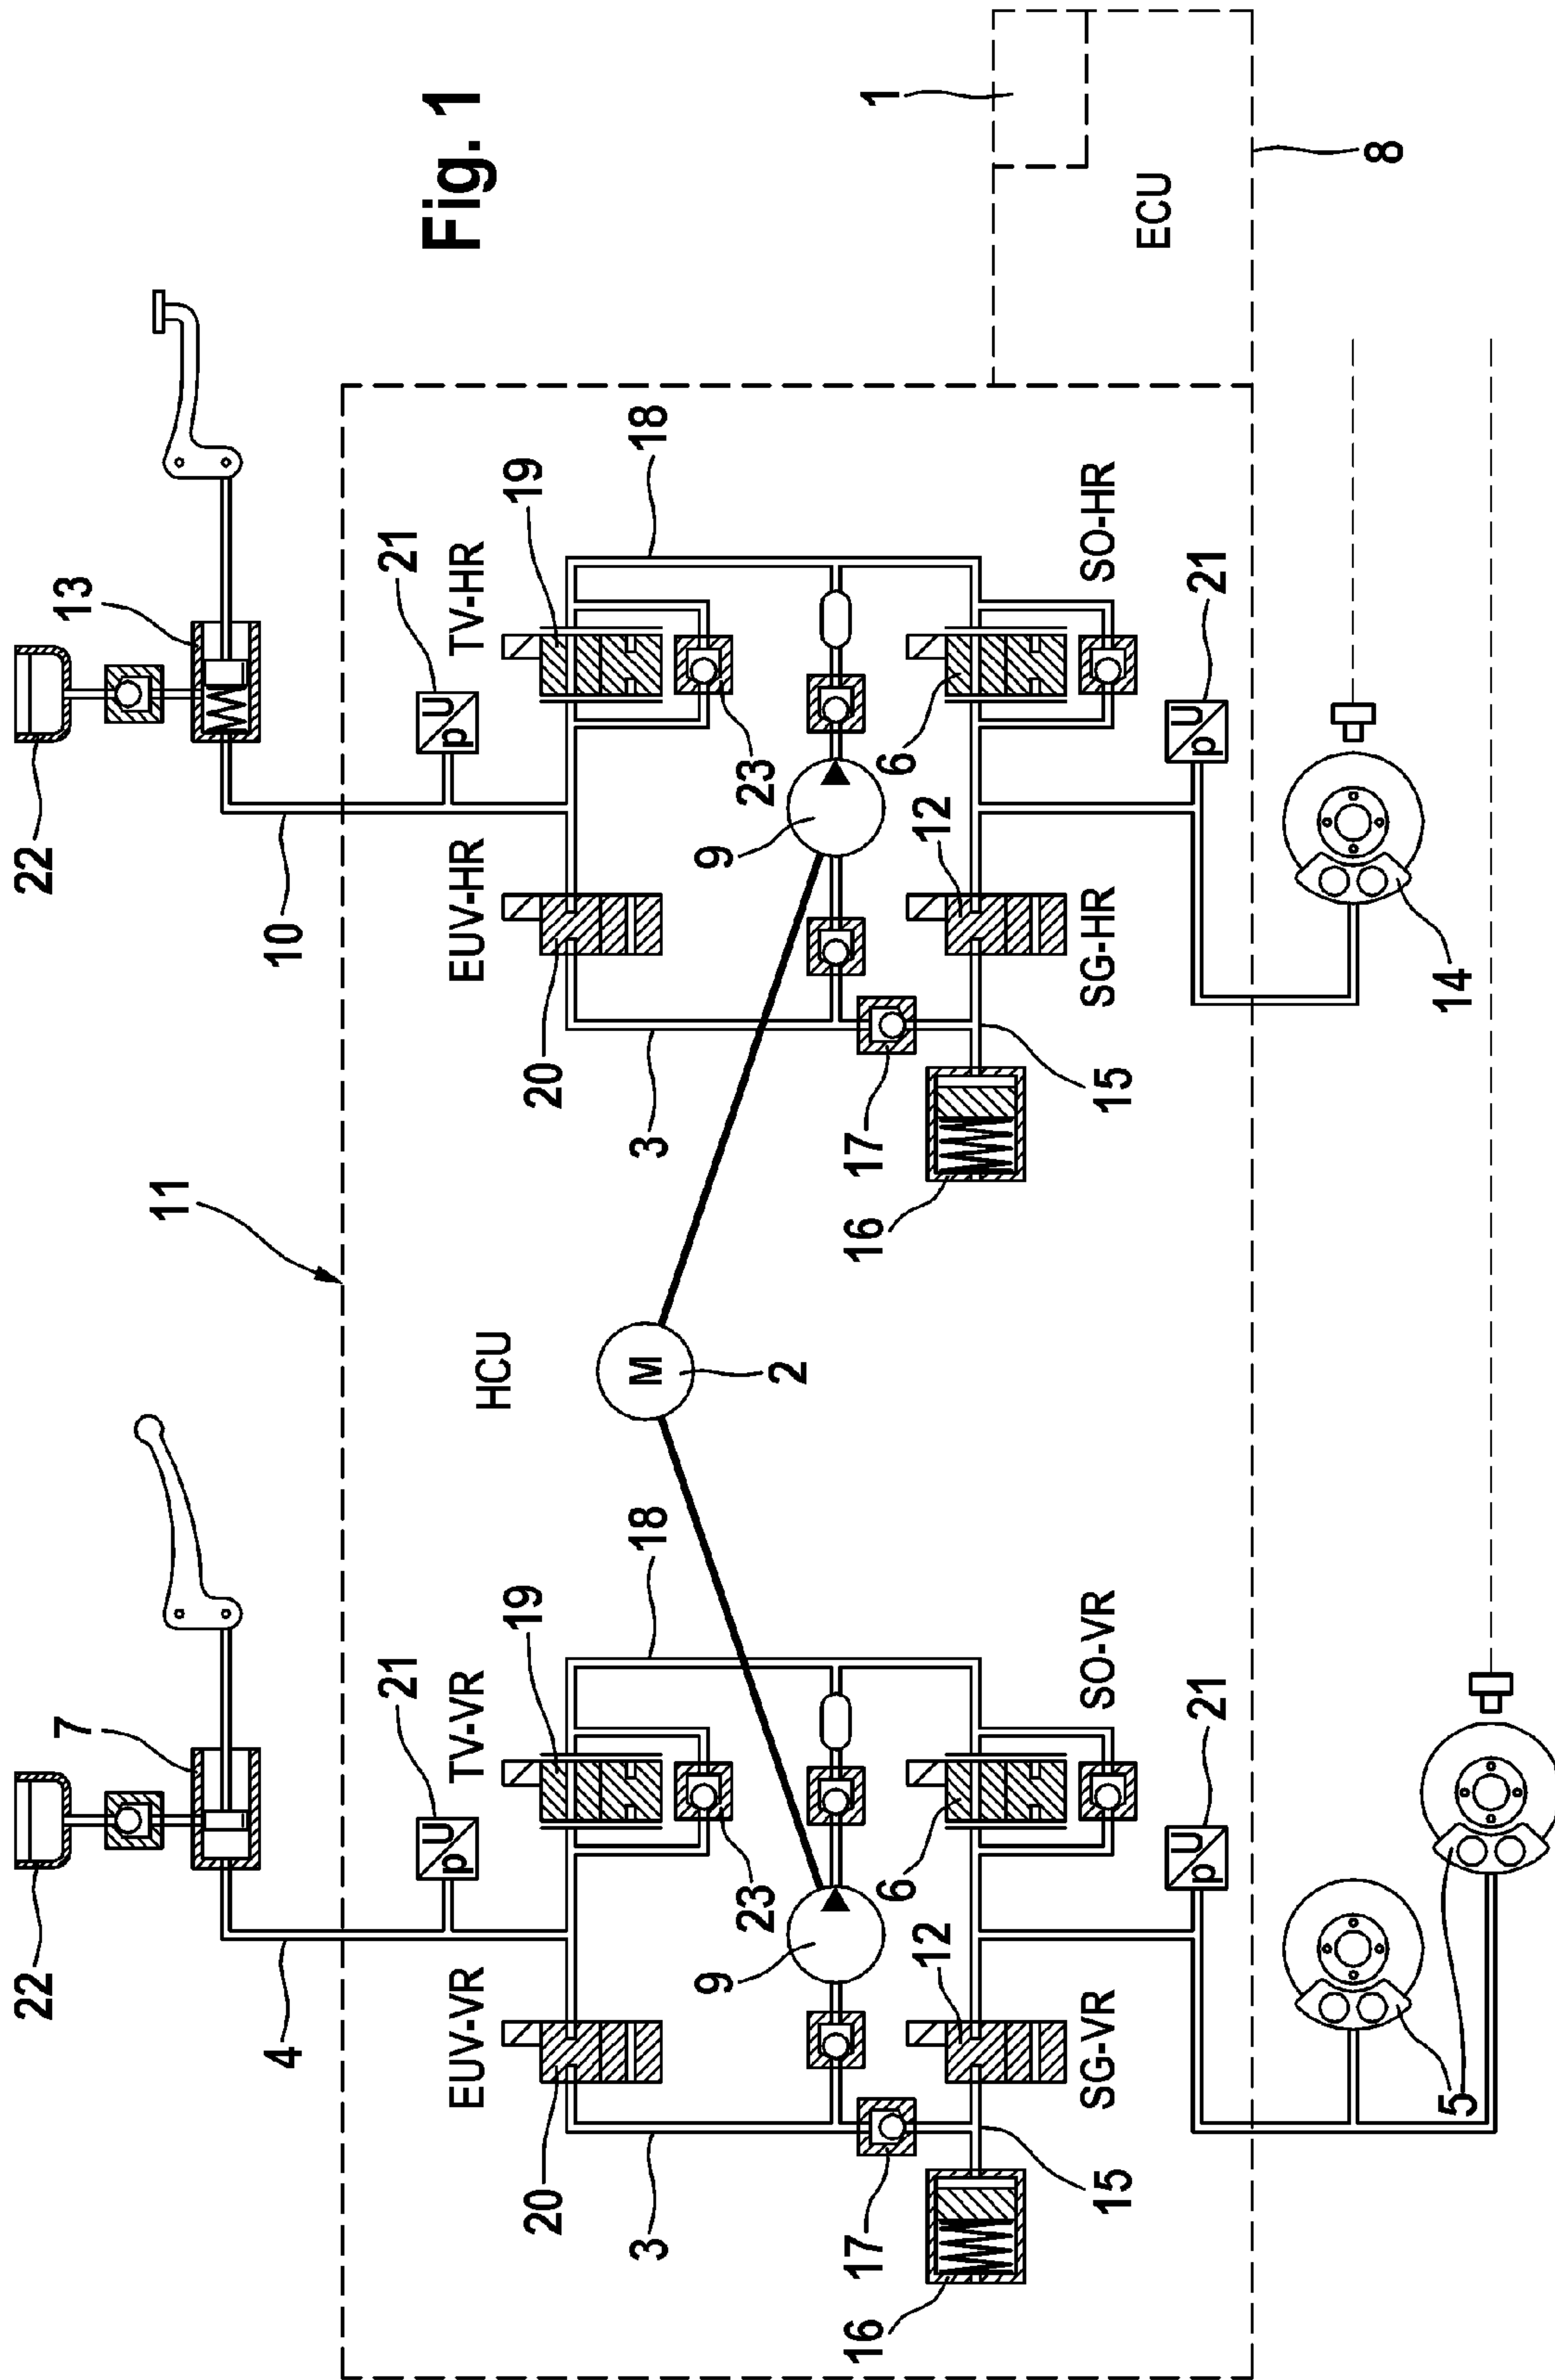 Fig. 1
22
7
22
13
11
4
10
21
21
HCU
EUV-VR
TV-VR
EUV-HR
TV-HR
p U
p U
20
19
20
19
3
18
3
18
M
2
9
23
9
23
1
17
12
6
17
12
6
16
16
15
SG-VR
SO-VR
15
SG-HR
SO-HR
ECU
p U
21
p U
21
8
5
14